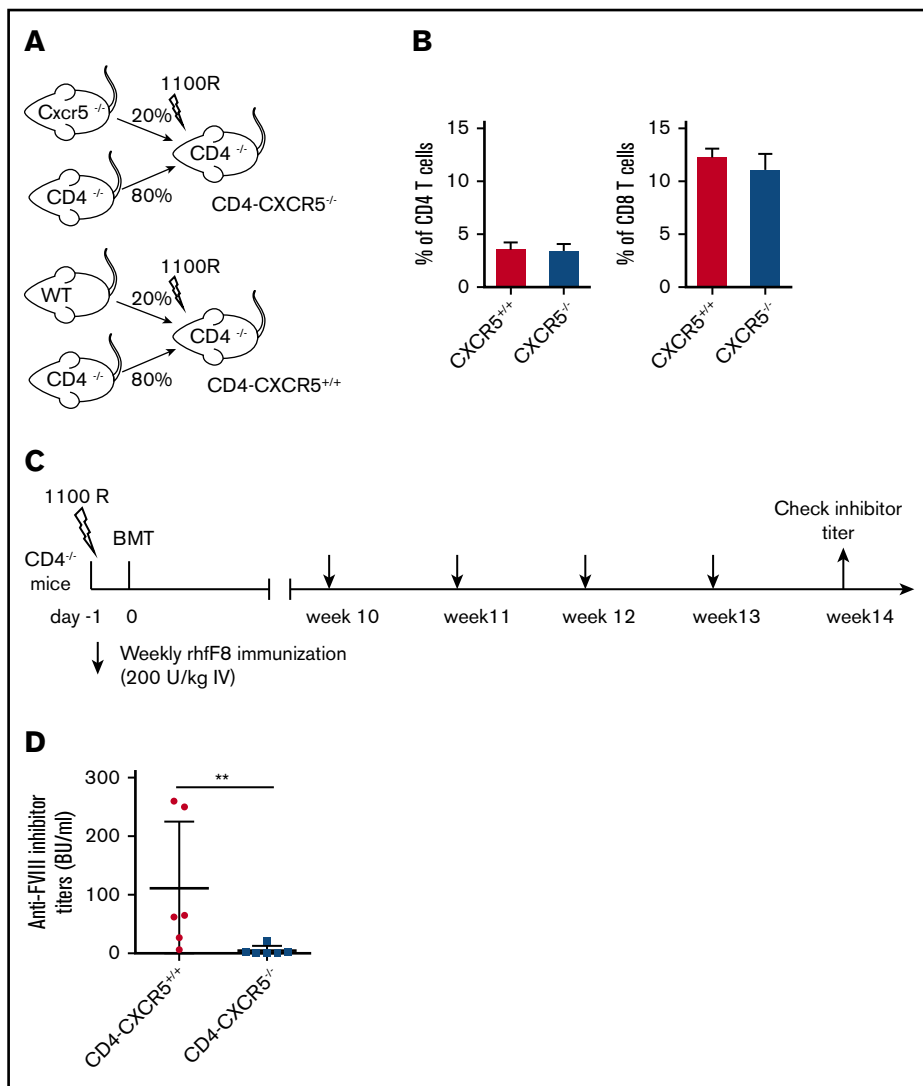 A
1100R
Cxcr5 -/-
20%
CD4 -/-
CD4 -/-
80%
CD4-CXCR5-/-
1100R
WT
20%
CD4 -/-
CD4 -/-
80%
CD4-CXCR5+/+
B
% of CD4 T cells
15
10
5
0
CXCR5+/+
CXCR5-/-
% of CD8 T cells
15
10
5
0
CXCR5+/+
CXCR5-/-
C
1100 R
BMT
CD4-/-
mice
Check inhibitor
titer
day -1
0
week 10
week11
week 12
week13
week14
Weekly rhfF8 immunization
(200 U/kg IV)
D
Anti-FVIII inhibitor
titers (BU/ml)
300
200
100
0
**
CD4-CXCR5+/+
CD4-CXCR5-/-